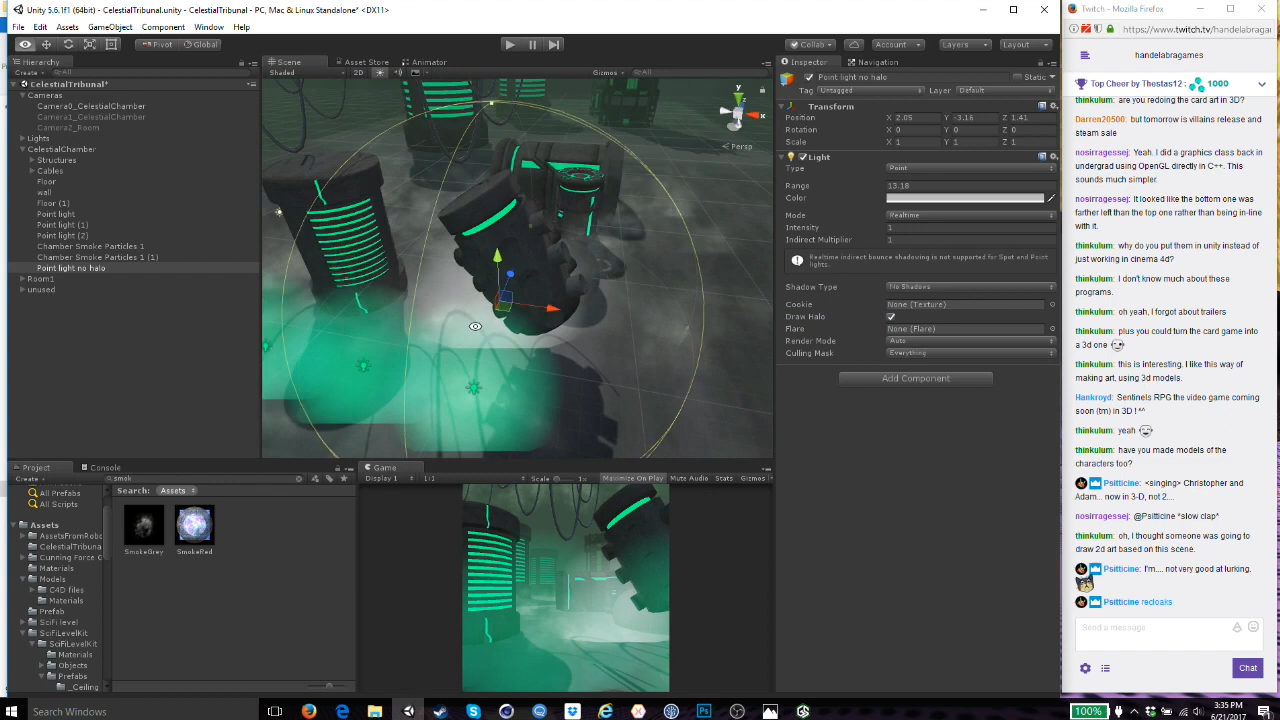 Unity 5.6.1f1 (64bit) - CelestialTribunal.unity - CelestialTribunal - PC, Mac & Linux Standalone* <DX11>
File Edit Assets GameObject Component Window Help
Pivot Global
Collab Account Layers Layout
Hierarchy
Create All
CelestialTribunal*
Cameras
Camera0_CelestialChamber
Camera1_CelestialChamber
Camera2_Room
Lights
CelestialChamber
Structures
Cables
Floor
wall
Floor (1)
Point light
Point light (1)
Point light (2)
Chamber Smoke Particles 1
Chamber Smoke Particles 1 (1)
Point light no halo
Room1
unused
Scene Asset Store Animator
Shaded 2D Gizmos All
y
x
Persp
Inspector Navigation
Point light no halo Static
Tag Untagged Layer Default
Transform
Position X 2.05 Y -3.16 Z 1.41
Rotation X 0 Y 0 Z 0
Scale X 1 Y 1 Z 1
Light
Type Point
Range 13.18
Color
Mode Realtime
Intensity 1
Indirect Multiplier 1
Realtime indirect bounce shadowing is not supported for Spot and Point
lights.
Shadow Type No Shadows
Cookie None (Texture)
Draw Halo
Flare None (Flare)
Render Mode Auto
Culling Mask Everything
Add Component
Project Console
Create smok
All Prefabs
All Scripts
Assets
AssetsFromRobo
CelestialTribuna
Cunning Force C
Materials
Models
C4D files
Materials
Prefab
SciFi level
SciFiLevelKit
SciFiLevelKit
Materials
Objects
Prefabs
_Ceiling
Search: Assets
SmokeGrey SmokeRed
Game
Display 1 1:1 Scale 1x Maximize On Play Mute Audio Stats Gizmos
Twitch - Mozilla Firefox
https://www.twitch.tv/handelabragam
handelabragames
Top Cheer by Thestas12 : 1000
thinkulum: are you redoing the card art in 3D?
Darren20500: but tomorrow is villains release and
steam sale
nosirragessej: Yeah. I did a graphics class back in
undergrad using OpenGL directly in C++. This
sounds much simpler.
nosirragessej: It looked like the bottom one was
farther left than the top one rather than being in-line
with it.
thinkulum: why do you put them in unity instead of
just working in cinema 4d?
thinkulum: I don't know much about these
programs.
thinkulum: oh yeah, I forgot about trailers
thinkulum: plus you could turn the card game into
a 3d one
thinkulum: this is interesting. I like this way of
making art, using 3d models.
Hankroyd: Sentinels RPG the video game coming
soon (tm) in 3D ! ^^
thinkulum: yeah
thinkulum: have you made models of the
characters too?
Psitticine: <singing> Christopher and
Adam... now in 3-D, not 2....
nosirragessej: @Psitticine *slow clap*
thinkulum: oh, I thought someone was going to
draw 2d art based on this scene.
Psitticine: I'm.... not very good at lurking.
Psitticine recloaks
Send a message
Chat
Search Windows
100%
3:35 PM
6/21/2017